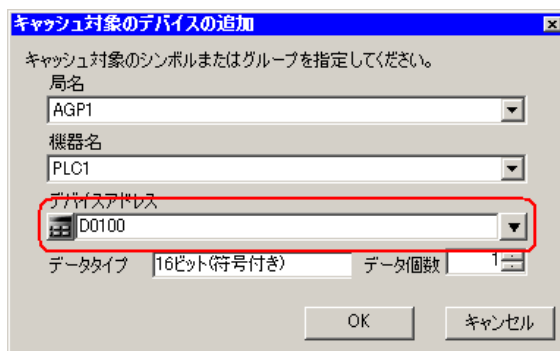 キャッシュ対象のデバイスの追加
キャッシュ対象のシンボルまたはグループを指定してください。
局名
AGP1
機器名
PLC1
デバイスアドレス
D0100
データタイプ 16ビット(符号付き) データ個数 1
OK キャンセル